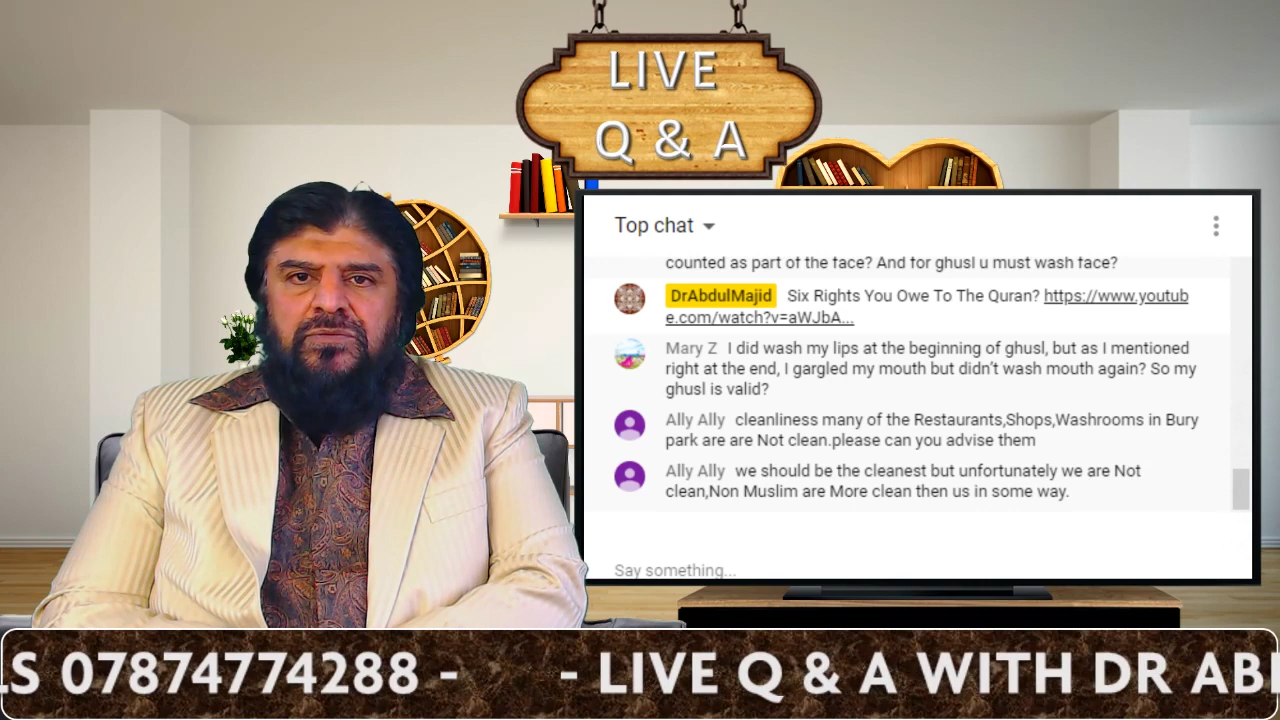 LIVE
Q & A
Top chat
counted as part of the face? And for ghusl u must wash face?
DrAbdulMajid Six Rights You Owe To The Quran? https://www.youtub
e.com/watch?v=aWJbA...
Mary Z I did wash my lips at the beginning of ghusl, but as I mentioned
right at the end, I gargled my mouth but didn't wash mouth again? So my
ghusl is valid?
Ally Ally cleanliness many of the Restaurants,Shops,Washrooms in Bury
park are are Not clean.please can you advise them
Ally Ally we should be the cleanest but unfortunately we are Not
clean,Non Muslim are More clean then us in some way.
Say something...
LS 07874774288 - - LIVE Q & A WITH DR AB